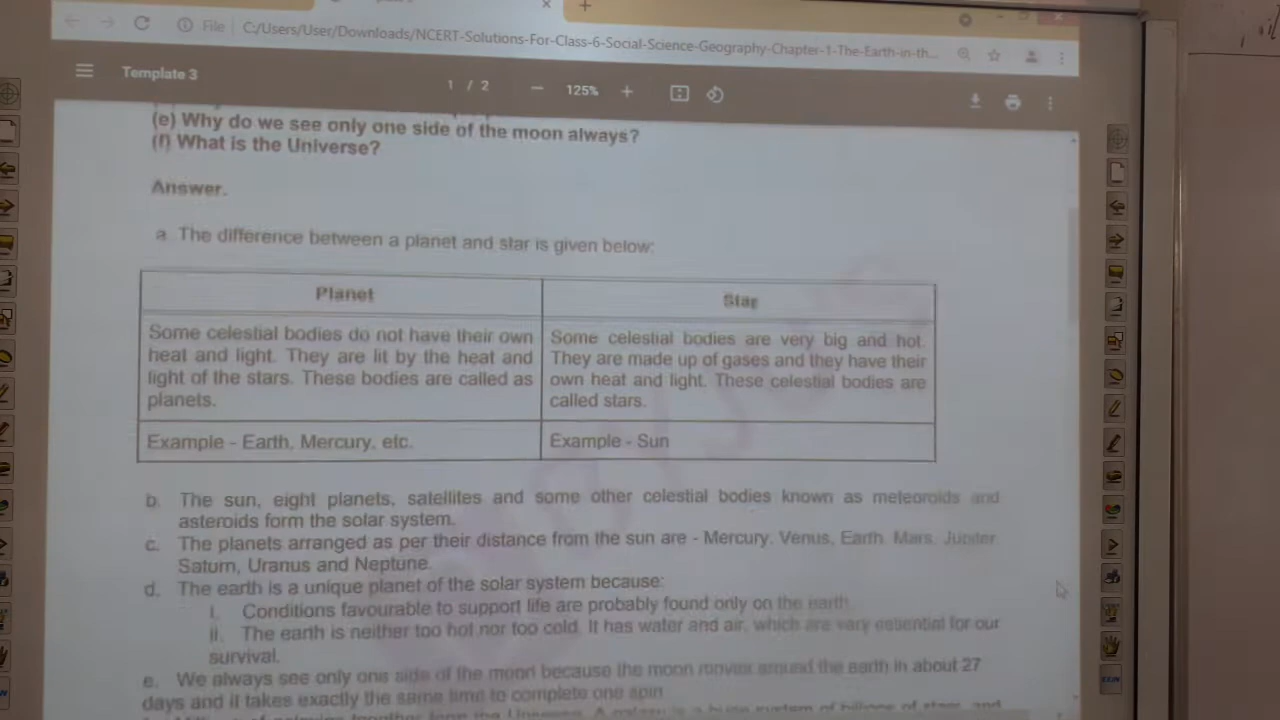 File | C:/Users/User/Downloads/NCERT-Solutions-For-Class-6-Social-Science-Geography-Chapter-1-The-Earth-in-th...
Template 3
1 / 2
125%
(e) Why do we see only one side of the moon always?
(f) What is the Universe?
Answer.
a. The difference between a planet and star is given below:
Planet
Star
Some celestial bodies do not have their own
heat and light. They are lit by the heat and
light of the stars. These bodies are called as
planets.
Some celestial bodies are very big and hot.
They are made up of gases and they have their
own heat and light. These celestial bodies are
called stars.
Example - Earth, Mercury, etc.
Example - Sun
b. The sun, eight planets, satellites and some other celestial bodies known as meteoroids and
asteroids form the solar system.
c. The planets arranged as per their distance from the sun are - Mercury, Venus, Earth, Mars, Jupiter,
Saturn, Uranus and Neptune.
d. The earth is a unique planet of the solar system because:
i. Conditions favourable to support life are probably found only on the earth.
ii. The earth is neither too hot nor too cold. It has water and air, which are very essential for our
survival.
e. We always see only one side of the moon because the moon moves around the earth in about 27
days and it takes exactly the same time to complete one spin.
the Universe. A galaxy is a huge system of billions of stars, and